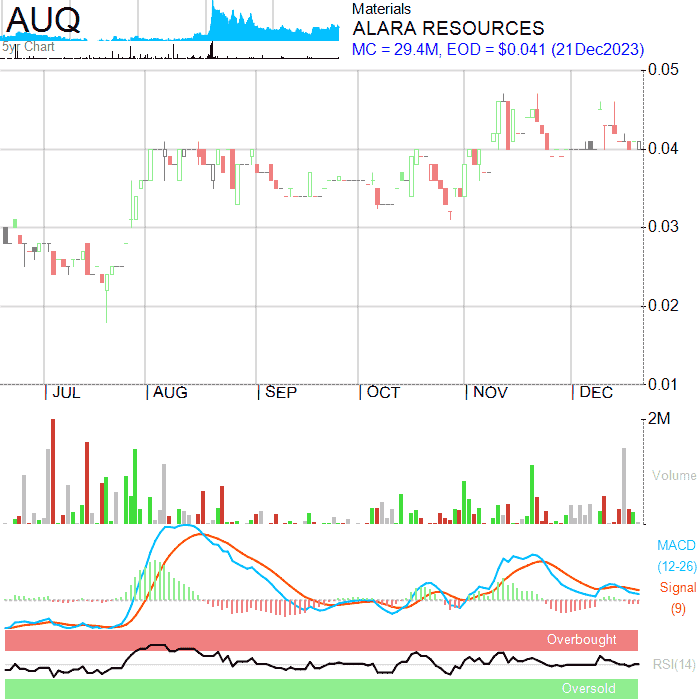 AUQ
5yr Chart
Materials
ALARA RESOURCES
MC = 29.4M, EOD = $0.041 (21Dec2023)
0.05
0.04
0.03
0.02
0.01
JUL AUG SEP OCT NOV DEC
2M
Volume
MACD
(12-26)
Signal
(9)
Overbought
RSI(14)
Oversold